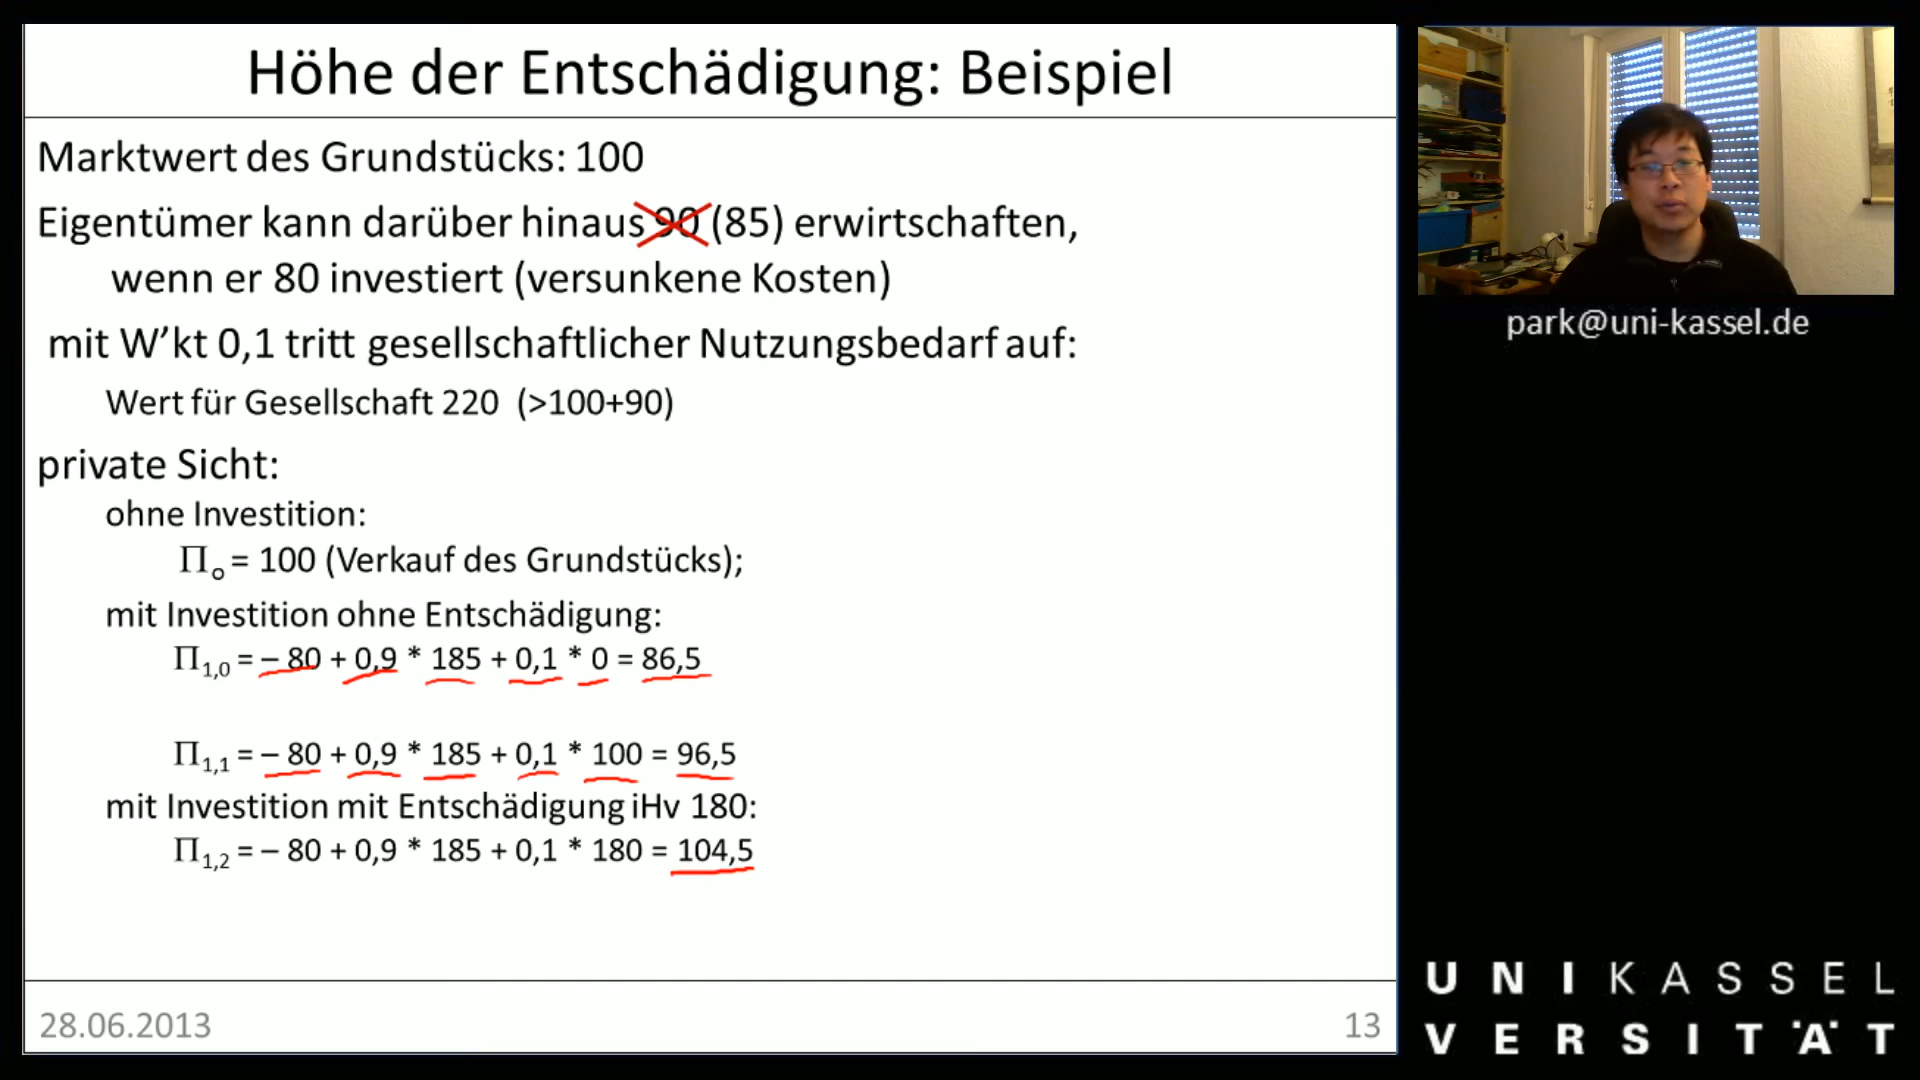 Höhe der Entschädigung: Beispiel
Marktwert des Grundstücks: 100
Eigentümer kann darüber hinaus 90 (85) erwirtschaften,
wenn er 80 investiert (versunkene Kosten)
mit W’kt 0,1 tritt gesellschaftlicher Nutzungsbedarf auf:
Wert für Gesellschaft 220 (>100+90)
private Sicht:
ohne Investition:
Πo = 100 (Verkauf des Grundstücks);
mit Investition ohne Entschädigung:
Π1,0 = – 80 + 0,9 * 185 + 0,1 * 0 = 86,5
Π1,1 = – 80 + 0,9 * 185 + 0,1 * 100 = 96,5
mit Investition mit Entschädigung iHv 180:
Π1,2 = – 80 + 0,9 * 185 + 0,1 * 180 = 104,5
28.06.2013
13
park@uni-kassel.de
UNIKASSEL
VERSITÄT